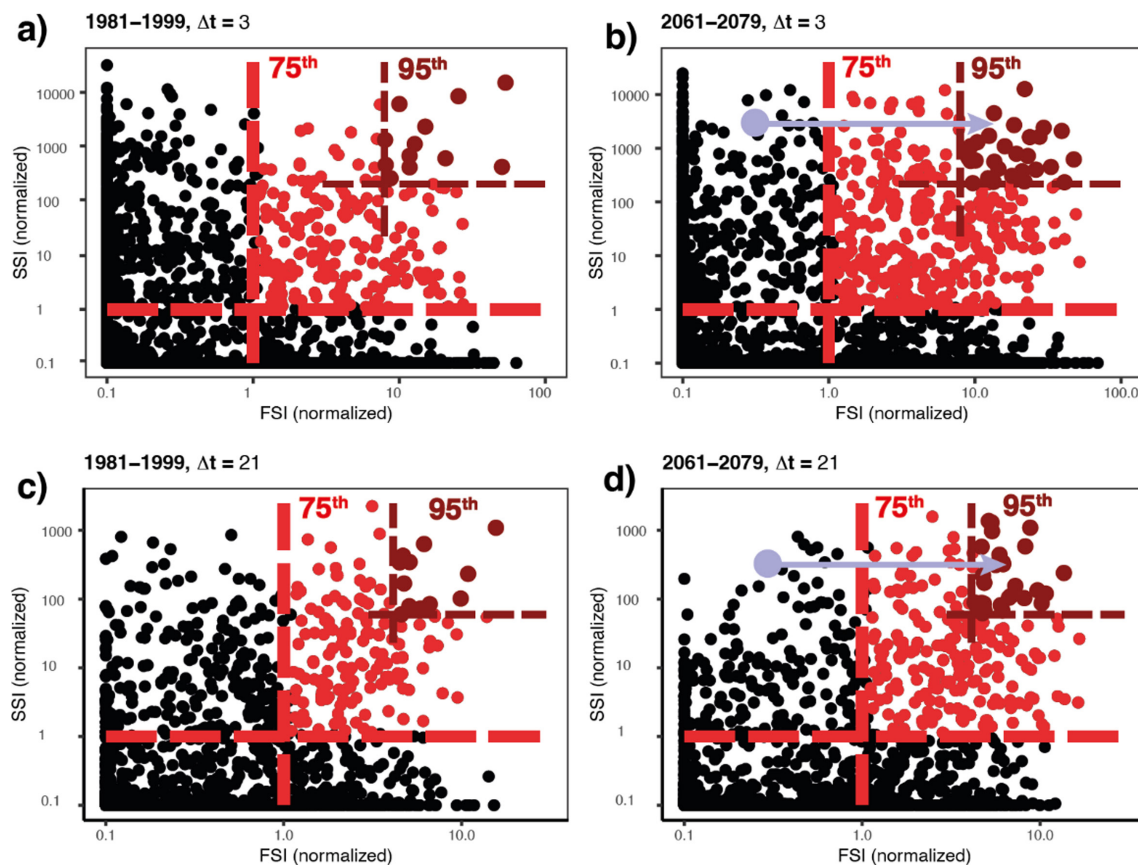 a)
1981–1999, Δt = 3
75th
95th
SSI (normalized)
10000
1000
100
10
1
0.1
0.1
1.0
10
100
FSI (normalized)
b)
2061–2079, Δt = 3
75th
95th
SSI (normalized)
10000
1000
100
10
1
0.1
0.1
1.0
10.0
100.0
FSI (normalized)
c)
1981–1999, Δt = 21
75th
95th
SSI (normalized)
1000
100
10
1
0.1
0.1
1.0
10.0
FSI (normalized)
d)
2061–2079, Δt = 21
75th
95th
SSI (normalized)
1000
100
10
1
0.1
0.1
1.0
10.0
FSI (normalized)